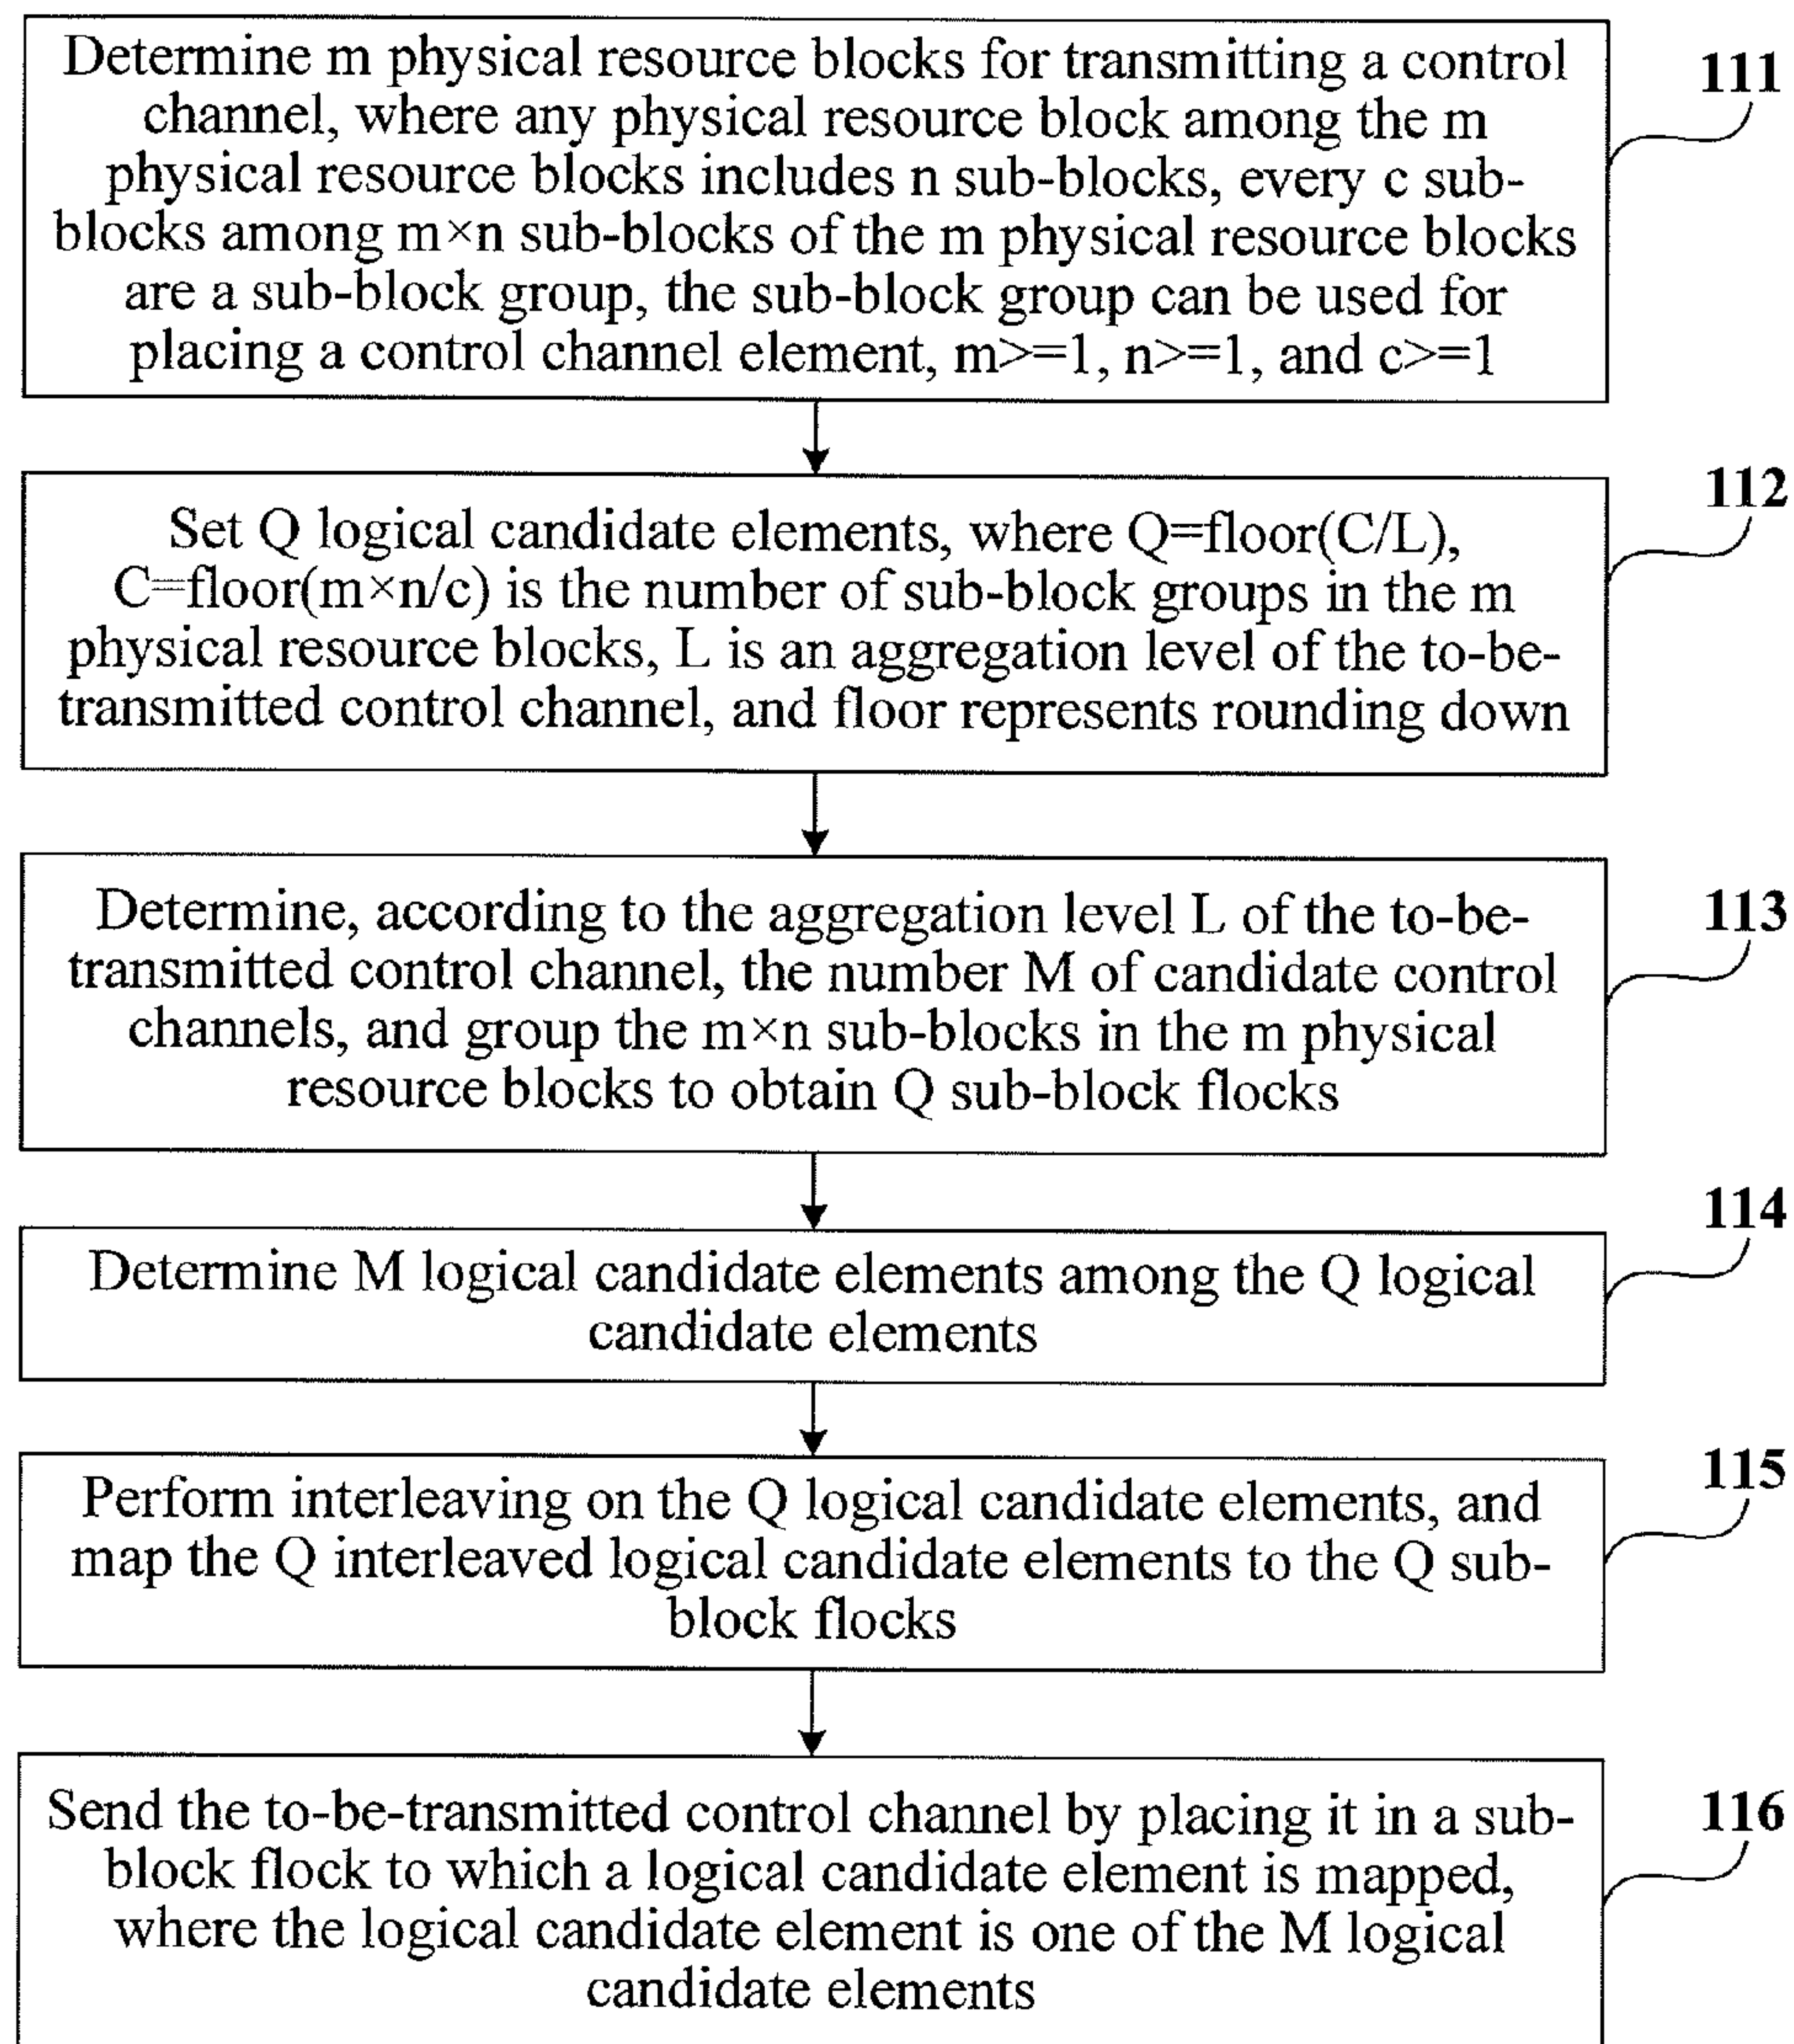 Determine m physical resource blocks for transmitting a control
channel, where any physical resource block among the m
physical resource blocks includes n sub-blocks, every c sub-
blocks among m×n sub-blocks of the m physical resource blocks
are a sub-block group, the sub-block group can be used for
placing a control channel element, m>=1, n>=1, and c>=1
111
Set Q logical candidate elements, where Q=floor(C/L),
C=floor(m×n/c) is the number of sub-block groups in the m
physical resource blocks, L is an aggregation level of the to-be-
transmitted control channel, and floor represents rounding down
112
Determine, according to the aggregation level L of the to-be-
transmitted control channel, the number M of candidate control
channels, and group the m×n sub-blocks in the m physical
resource blocks to obtain Q sub-block flocks
113
Determine M logical candidate elements among the Q logical
candidate elements
114
Perform interleaving on the Q logical candidate elements, and
map the Q interleaved logical candidate elements to the Q sub-
block flocks
115
Send the to-be-transmitted control channel by placing it in a sub-
block flock to which a logical candidate element is mapped,
where the logical candidate element is one of the M logical
candidate elements
116